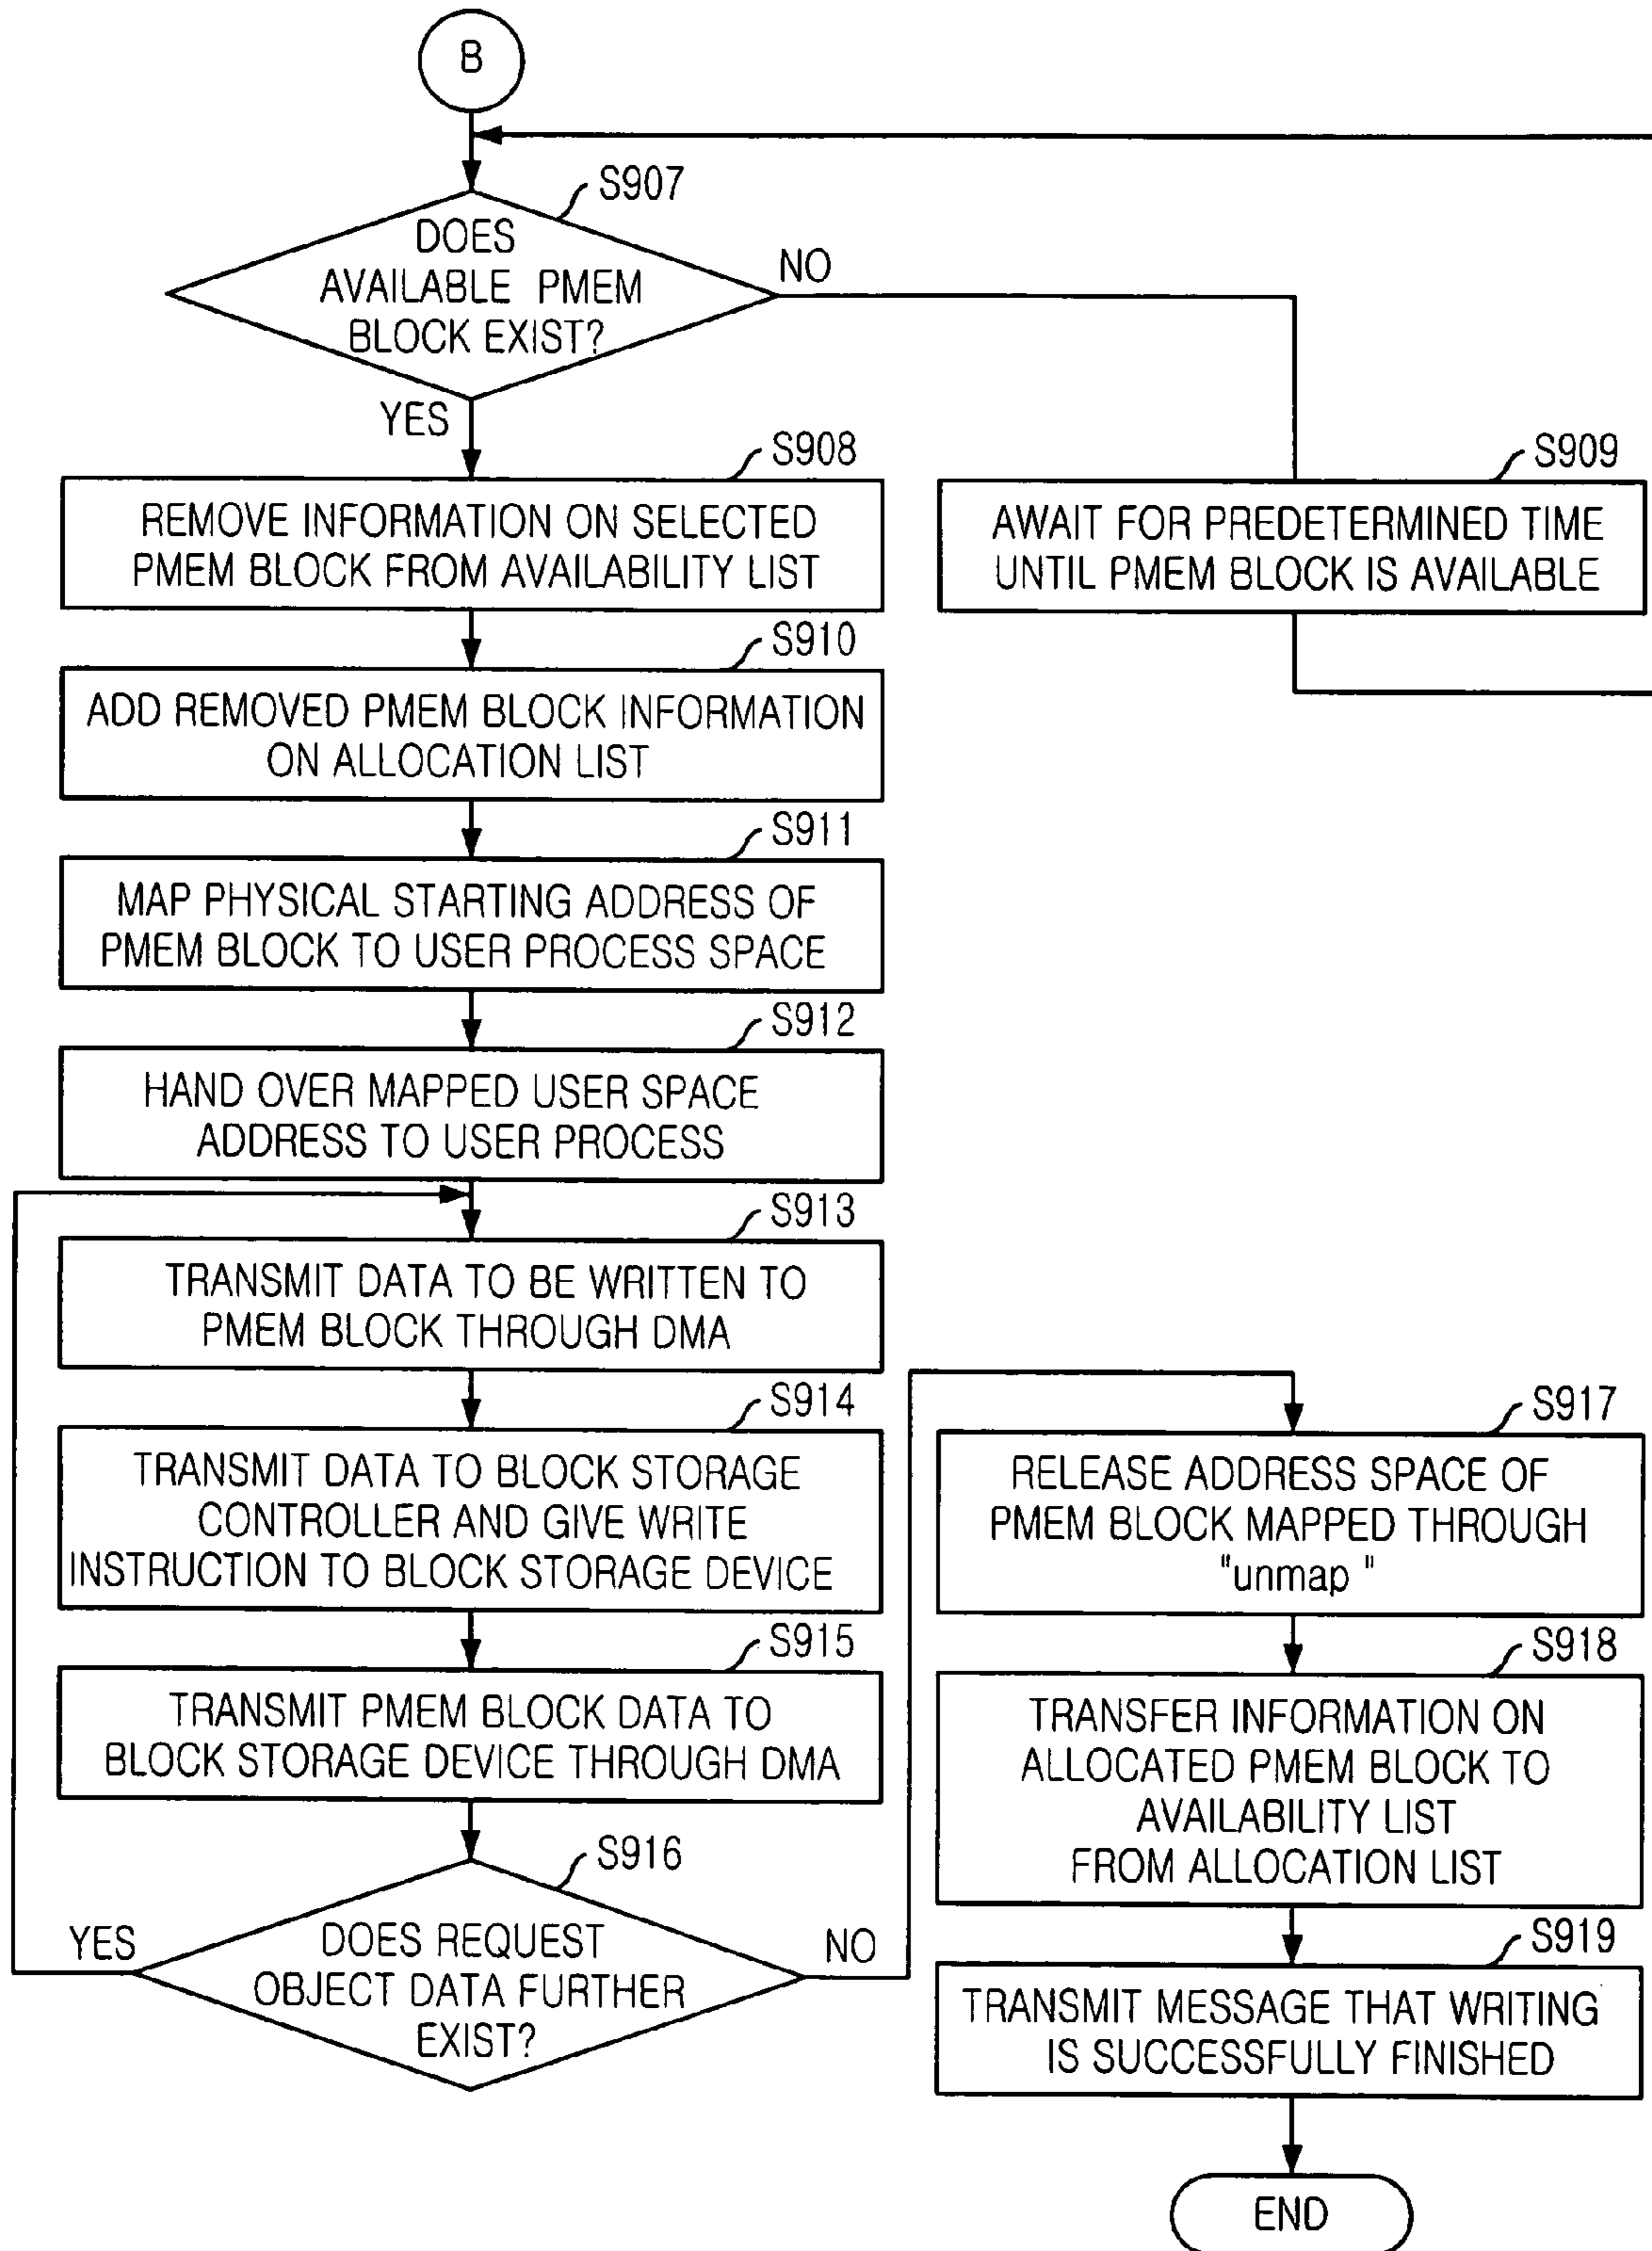 B
S907
DOES
AVAILABLE PMEM
BLOCK EXIST?
NO
YES
S908
REMOVE INFORMATION ON SELECTED
PMEM BLOCK FROM AVAILABILITY LIST
S909
AWAIT FOR PREDETERMINED TIME
UNTIL PMEM BLOCK IS AVAILABLE
S910
ADD REMOVED PMEM BLOCK INFORMATION
ON ALLOCATION LIST
S911
MAP PHYSICAL STARTING ADDRESS OF
PMEM BLOCK TO USER PROCESS SPACE
S912
HAND OVER MAPPED USER SPACE
ADDRESS TO USER PROCESS
S913
TRANSMIT DATA TO BE WRITTEN TO
PMEM BLOCK THROUGH DMA
S914
TRANSMIT DATA TO BLOCK STORAGE
CONTROLLER AND GIVE WRITE
INSTRUCTION TO BLOCK STORAGE DEVICE
S915
TRANSMIT PMEM BLOCK DATA TO
BLOCK STORAGE DEVICE THROUGH DMA
S916
DOES REQUEST
OBJECT DATA FURTHER
EXIST?
YES
NO
S917
RELEASE ADDRESS SPACE OF
PMEM BLOCK MAPPED THROUGH
"unmap "
S918
TRANSFER INFORMATION ON
ALLOCATED PMEM BLOCK TO
AVAILABILITY LIST
FROM ALLOCATION LIST
S919
TRANSMIT MESSAGE THAT WRITING
IS SUCCESSFULLY FINISHED
END